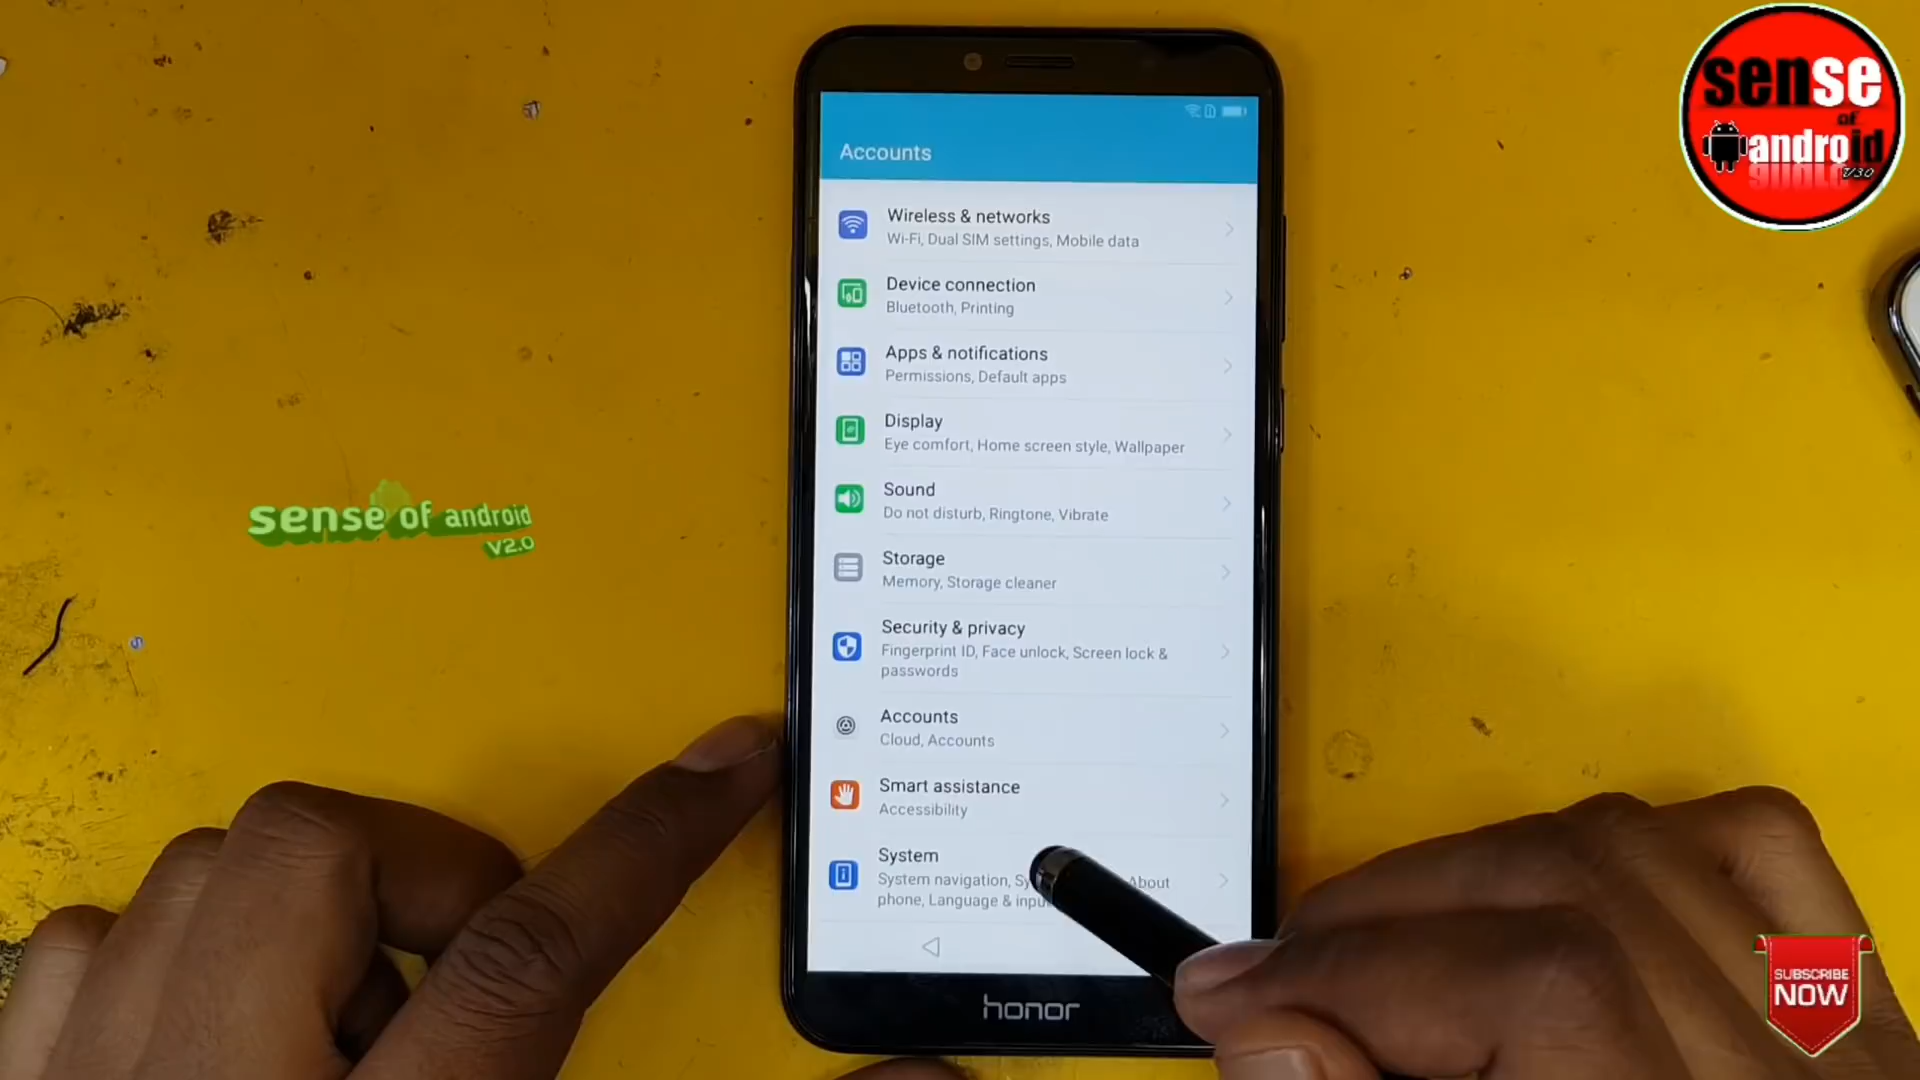 sense
of
android
V3.0
Accounts
Wireless & networks
Wi-Fi, Dual SIM settings, Mobile data
Device connection
Bluetooth, Printing
Apps & notifications
Permissions, Default apps
Display
Eye comfort, Home screen style, Wallpaper
Sound
Do not disturb, Ringtone, Vibrate
sense of android
V2.0
Storage
Memory, Storage cleaner
Security & privacy
Fingerprint ID, Face unlock, Screen lock &
passwords
Accounts
Cloud, Accounts
Smart assistance
Accessibility
System
System navigation, About
phone, Language &
honor
SUBSCRIBE
NOW